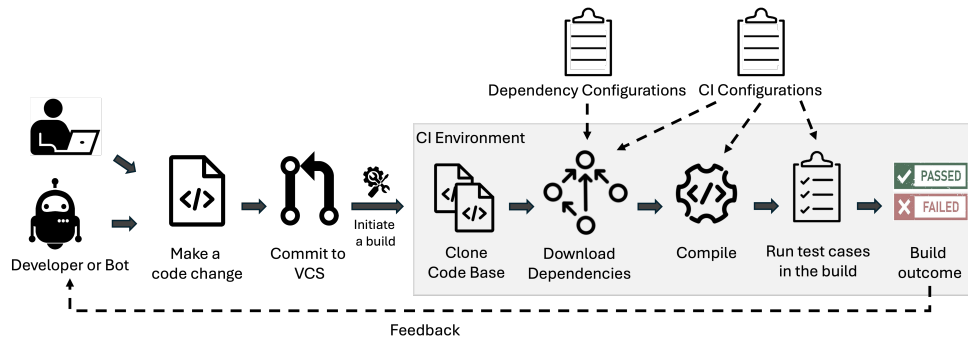 Dependency Configurations
CI Configurations
CI Environment
</>
Developer or Bot
Make a
code change
Commit to
VCS
Initiate
a build
</>
</>
Clone
Code Base
Download
Dependencies
</>
Compile
Run test cases
in the build
PASSED
FAILED
Build
outcome
Feedback